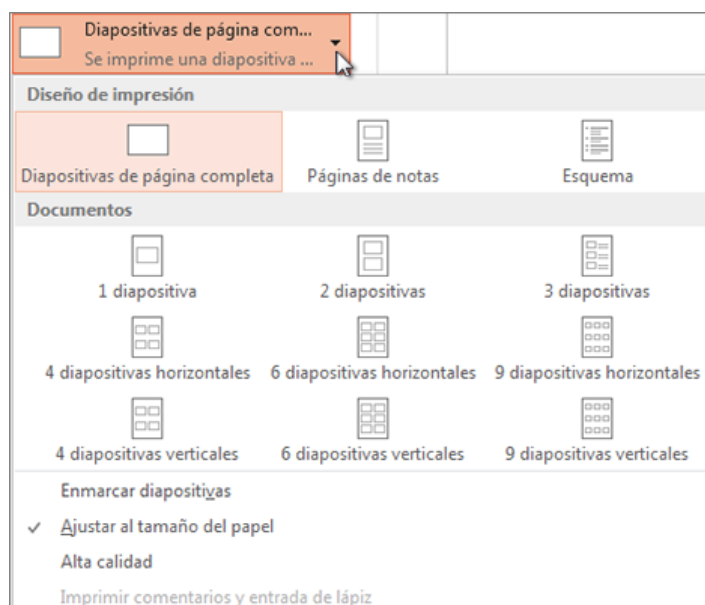 Diapositivas de página com...
Se imprime una diapositiva ...
Diseño de impresión
Diapositivas de página completa
Páginas de notas
Esquema
Documentos
1 diapositiva
2 diapositivas
3 diapositivas
4 diapositivas horizontales
6 diapositivas horizontales
9 diapositivas horizontales
4 diapositivas verticales
6 diapositivas verticales
9 diapositivas verticales
Enmarcar diapositivas
Ajustar al tamaño del papel
Alta calidad
Imprimir comentarios y entrada de lápiz